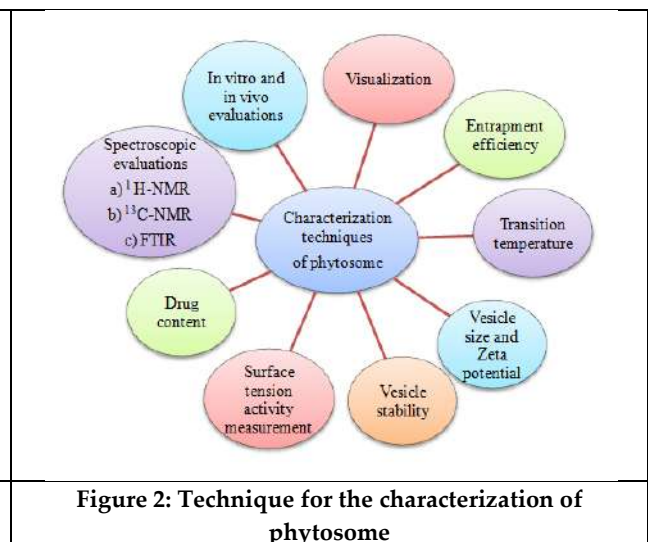 Visualization
Entrapment
efficiency
Transition
temperature
Vesicle
size and
Zeta
potential
Vesicle
stability
Surface
tension
activity
measurement
Drug
content
Spectroscopic
evaluations
a) ¹H-NMR
b) ¹³C-NMR
c) FTIR
In vitro and
in vivo
evaluations
Characterization
techniques
of phytosome
Figure 2: Technique for the characterization of
phytosome